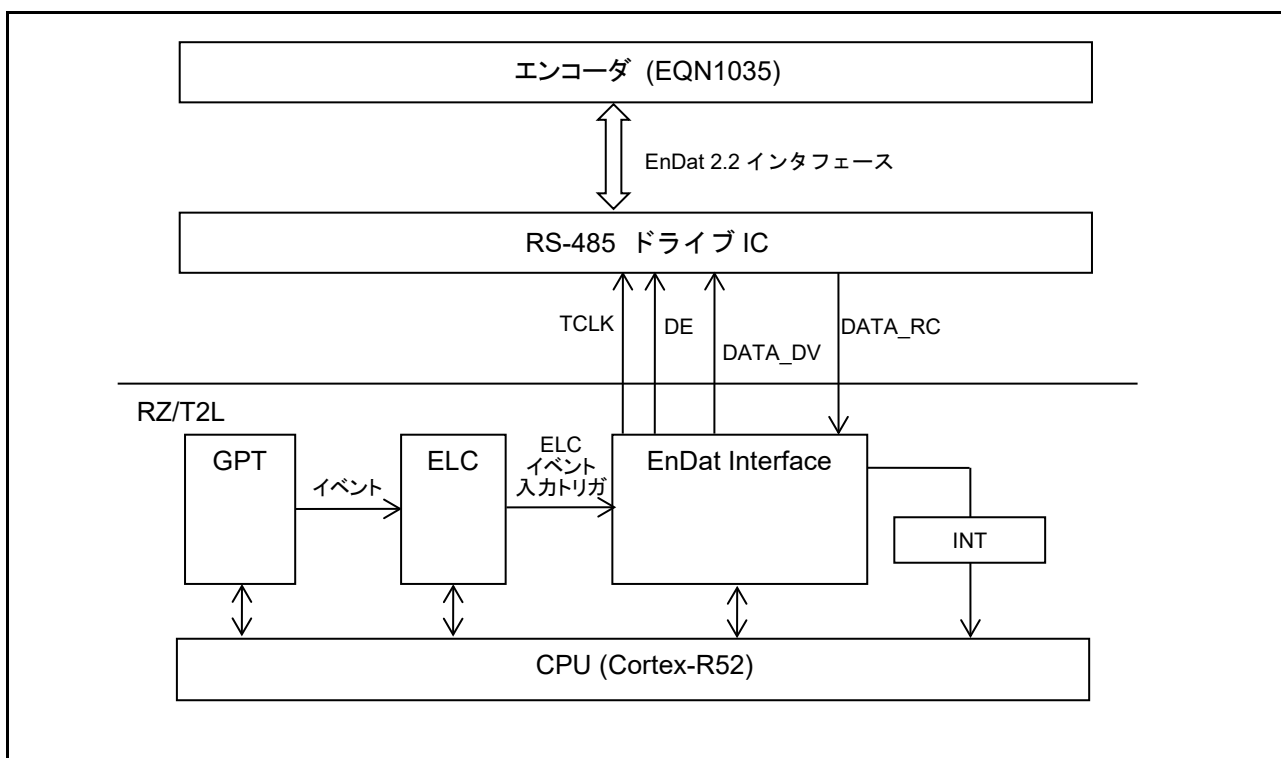 エンコーダ (EQN1035)
EnDat 2.2 インタフェース
RS-485 ドライブ IC
TCLK
DE
DATA_DV
DATA_RC
RZ/T2L
GPT
イベント
ELC
ELC
イベント
入力トリガ
EnDat Interface
INT
CPU (Cortex-R52)